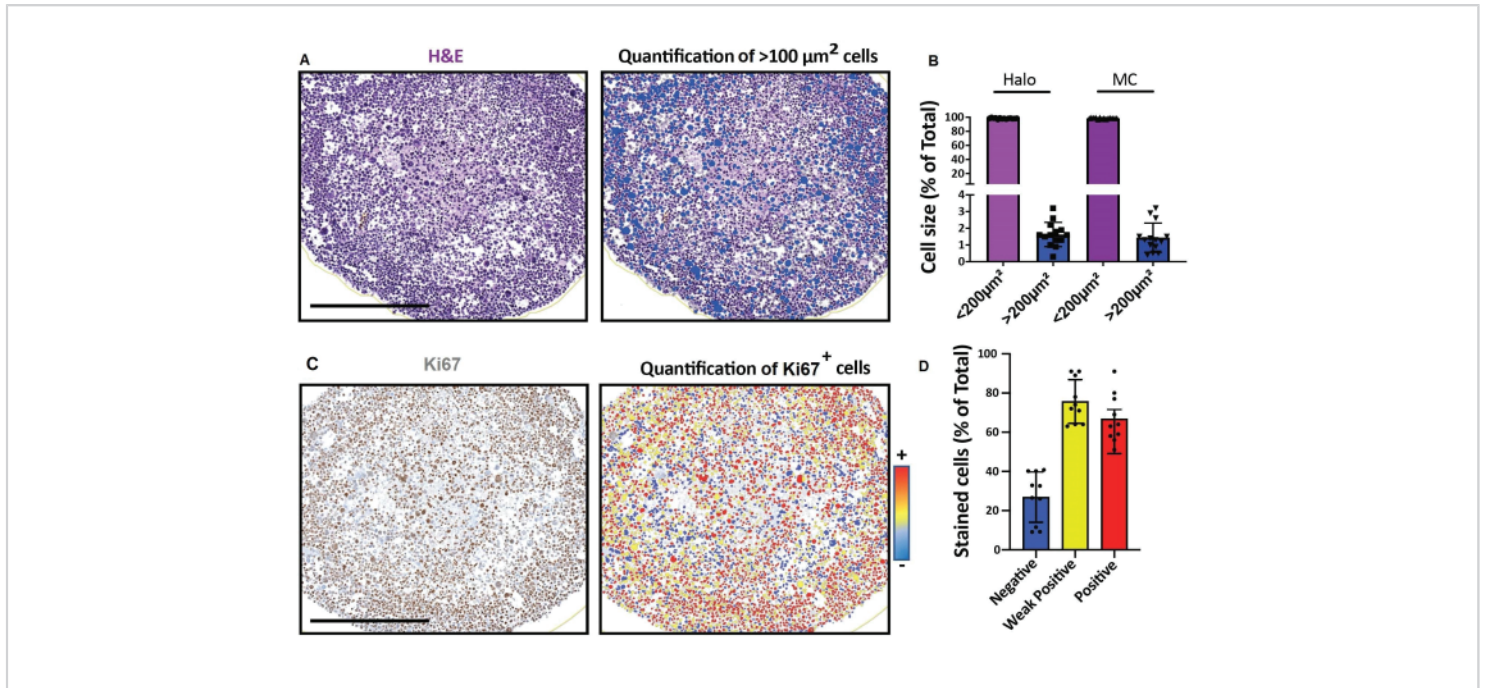 A
H&E
Quantification of >100 µm² cells
B
Halo
MC
Cell size (% of Total)
100
80
60
40
20
4
3
2
1
0
<200µm²
>200µm²
<200µm²
>200µm²
C
Ki67
Quantification of Ki67⁺ cells
+
-
D
Stained cells (% of Total)
100
80
60
40
20
0
Negative
Weak Positive
Positive